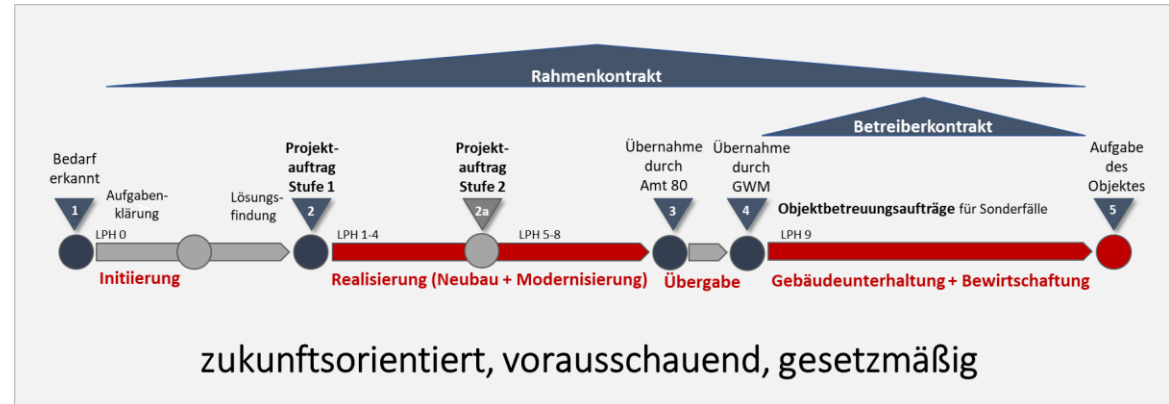 Rahmenkontrakt
Betreiberkontrakt
Bedarf
erkannt
Aufgaben-
klärung
Lösungs-
findung
Projekt-
auftrag
Stufe 1
Projekt-
auftrag
Stufe 2
Übernahme
durch
Amt 80
Übernahme
durch
GWM
Aufgabe
des
Objektes
1
2
2a
3
4
5
Objektbetreuungsaufträge für Sonderfälle
LPH 0
LPH 1-4
LPH 5-8
LPH 9
Initiierung
Realisierung (Neubau + Modernisierung)
Übergabe
Gebäudeunterhaltung + Bewirtschaftung
zukunftsorientiert, vorausschauend, gesetzmäßig